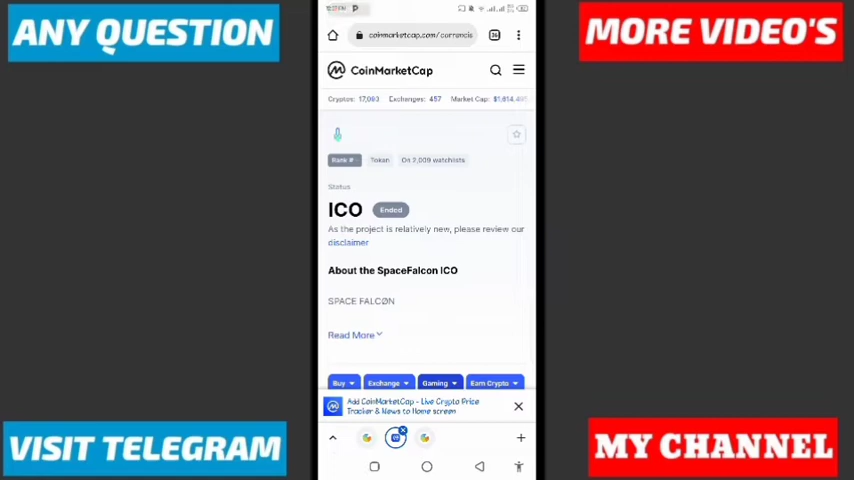 ANY QUESTION
MORE VIDEO'S
P
coinmarketcap.com/currencis
36
CoinMarketCap
Cryptos: 17,093 Exchanges: 457 Market Cap:
Rank # Token On 2,009 watchlists
Status
ICO Ended
As the project is relatively new, please review our
disclaimer
About the SpaceFalcon ICO
SPACE FALCØN
Read More
Buy Exchange Gaming Earn Crypto
Add CoinMarketCap - Live Crypto Price
Tracker & News to Home screen
VISIT TELEGRAM
MY CHANNEL